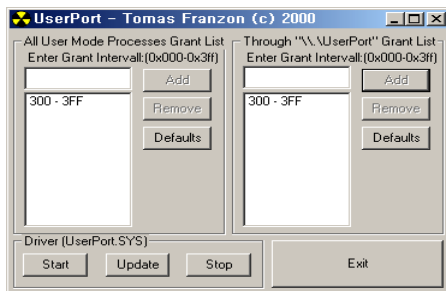 UserPort - Tomas Franzon (c) 2000
All User Mode Processes Grant List
Enter Grant Intervall:(0x000-0x3ff)
Add
300 - 3FF
Remove
Defaults
Through "\\.\UserPort" Grant List
Enter Grant Intervall:(0x000-0x3ff)
Add
300 - 3FF
Remove
Defaults
Driver (UserPort.SYS)
Start Update Stop
Exit